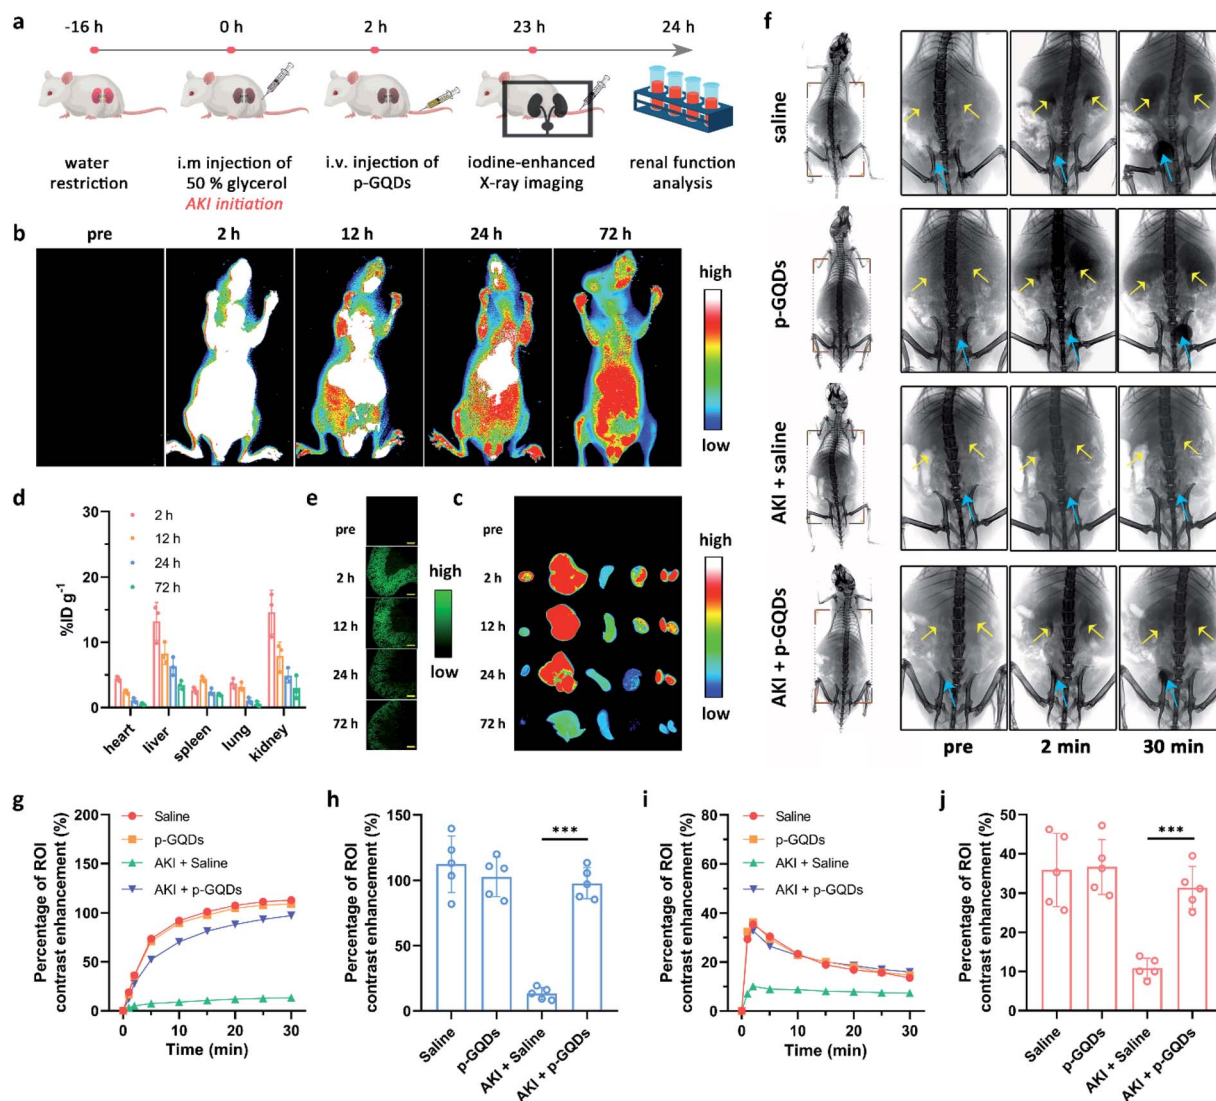 a
-16 h
0 h
2 h
23 h
24 h
water
restriction
i.m injection of
50 % glycerol
AKI initiation
i.v. injection of
p-GQDs
iodine-enhanced
X-ray imaging
renal function
analysis
b
pre
2 h
12 h
24 h
72 h
high
low
d
%ID g⁻¹
30
20
10
0
2 h
12 h
24 h
72 h
heart
liver
spleen
lung
kidney
e
pre
2 h
12 h
24 h
72 h
high
low
c
pre
2 h
12 h
24 h
72 h
high
low
f
saline
p-GQDs
AKI + saline
AKI + p-GQDs
pre
2 min
30 min
g
Percentage of ROI
contrast enhancement (%)
200
150
100
50
0
Saline
p-GQDs
AKI + Saline
AKI + p-GQDs
0
10
20
30
Time (min)
h
Percentage of ROI
contrast enhancement (%)
150
100
50
0
***
Saline
p-GQDs
AKI + Saline
AKI + p-GQDs
i
Percentage of ROI
contrast enhancement (%)
80
60
40
20
0
Saline
p-GQDs
AKI + Saline
AKI + p-GQDs
0
10
20
30
Time (min)
j
Percentage of ROI
contrast enhancement (%)
50
40
30
20
10
0
***
Saline
p-GQDs
AKI + Saline
AKI + p-GQDs